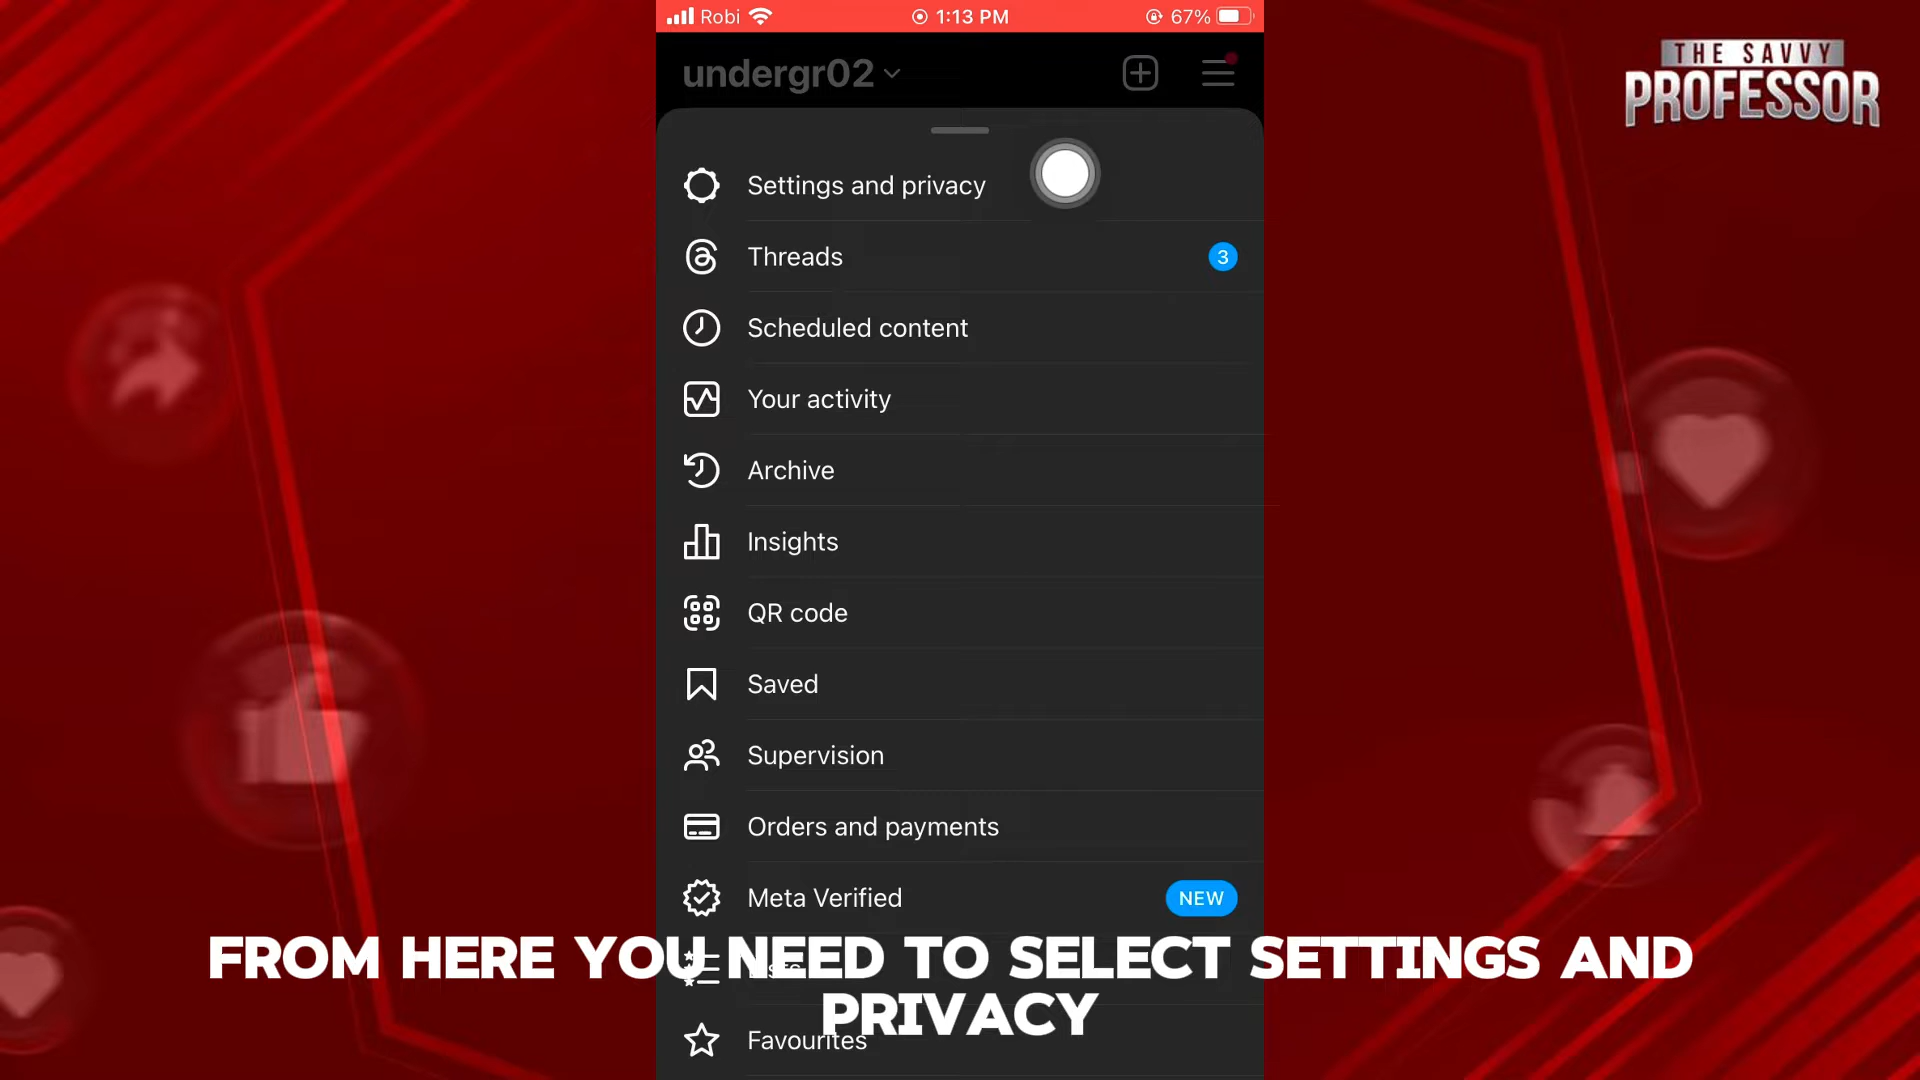 Robi
1:13 PM
67%
THE SAVVY
PROFESSOR
undergr02
Settings and privacy
Threads
3
Scheduled content
Your activity
Archive
Insights
QR code
Saved
Supervision
Orders and payments
Meta Verified
NEW
FROM HERE YOU NEED TO SELECT SETTINGS AND
PRIVACY
Favourites